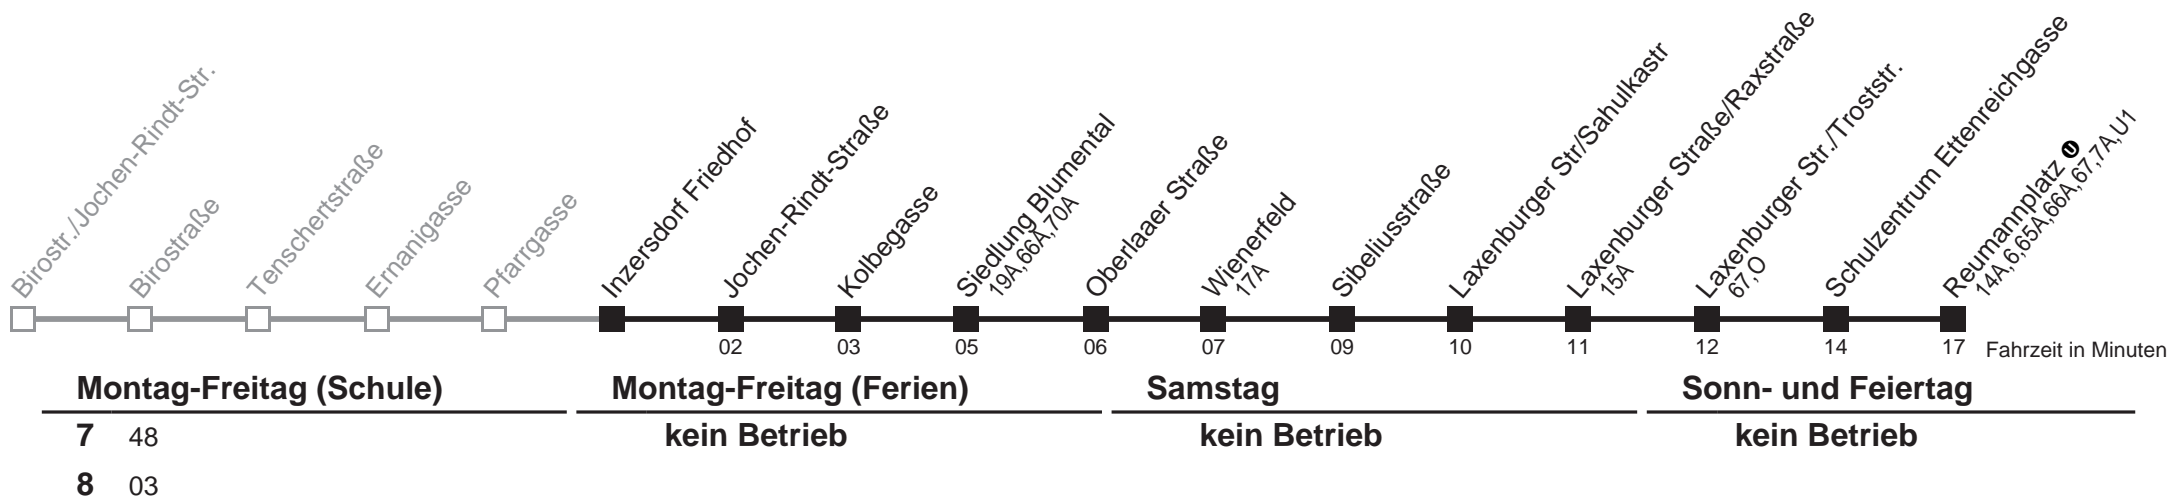 Birostr./Jochen-Rindt-Str.
Birostraße
Tenschertstraße
Ernanigasse
Pfarrgasse
Inzersdorf Friedhof
Jochen-Rindt-Straße
Kolbegasse
Siedlung Blumental
19A,66A,70A
Oberlaaer Straße
Wienerfeld
17A
Sibeliusstraße
Laxenburger Str/Sahulkastr
Laxenburger Straße/Raxstraße
15A
Laxenburger Str./Troststr.
67,O
Schulzentrum Ettenreichgasse
Reumannplatz U
14A,6,65A,66A,67,7A,U1
02 03 05 06 07 09 10 11 12 14 17 Fahrzeit in Minuten
Montag-Freitag (Schule) Montag-Freitag (Ferien) Samstag Sonn- und Feiertag
7 48 kein Betrieb kein Betrieb kein Betrieb
8 03